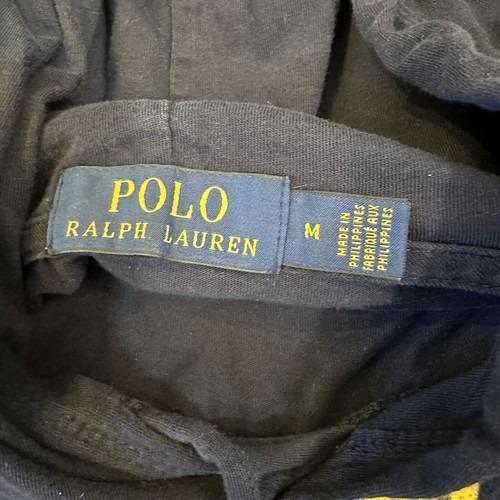 POLO
RALPH LAUREN
M
MADE IN
PHILIPPINES
FABRIQUÉ AUX
PHILIPPINES